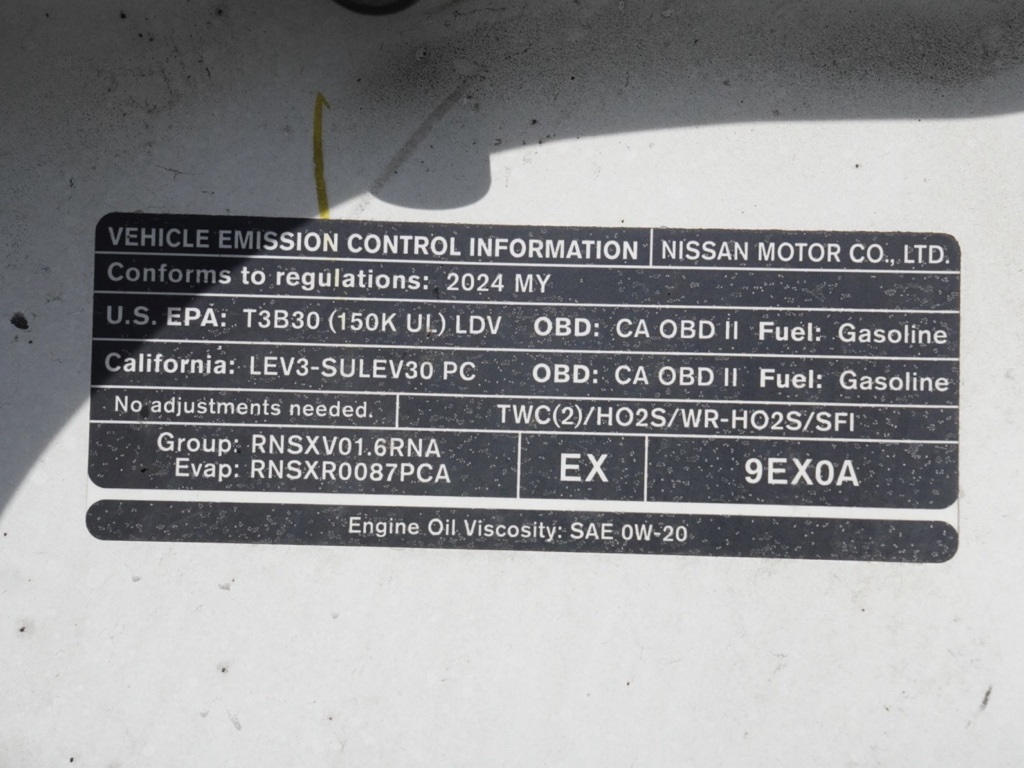 VEHICLE EMISSION CONTROL INFORMATION NISSAN MOTOR CO., LTD.
Conforms to regulations: 2024 MY
U.S. EPA: T3B30 (150K UL) LDV OBD: CA OBD II Fuel: Gasoline
California: LEV3-SULEV30 PC OBD: CA OBD II Fuel: Gasoline
No adjustments needed. TWC(2)/HO2S/WR-HO2S/SFI
Group: RNSXV01.6RNA
Evap: RNSXR0087PCA
EX
9EX0A
Engine Oil Viscosity: SAE 0W-20